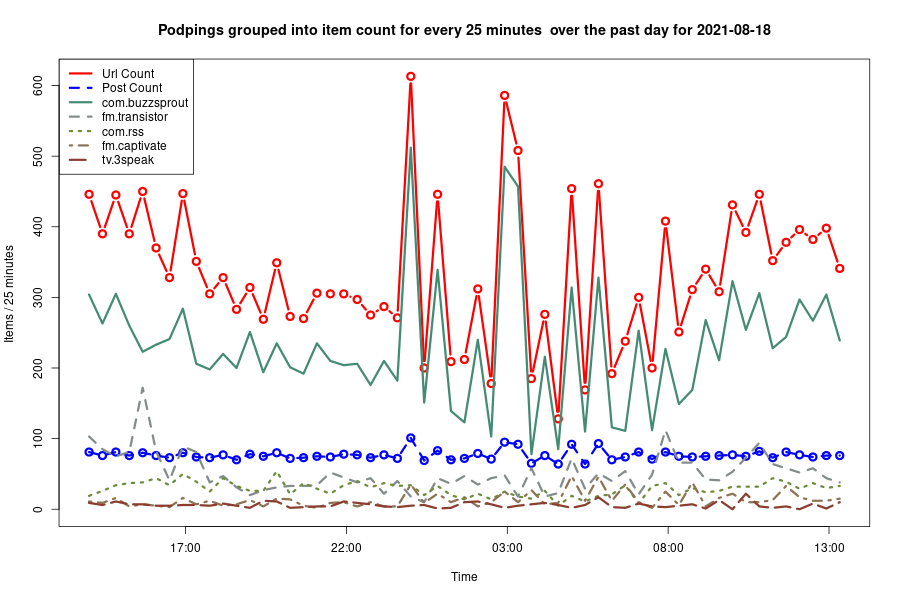 Podpings grouped into item count for every 25 minutes  over the past day for 2021-08-18
Url Count
Post Count
com.buzzsprout
fm.transistor
com.rss
fm.captivate
tv.3speak
Items / 25 minutes
600
500
400
300
200
100
0
17:00
22:00
03:00
08:00
13:00
Time